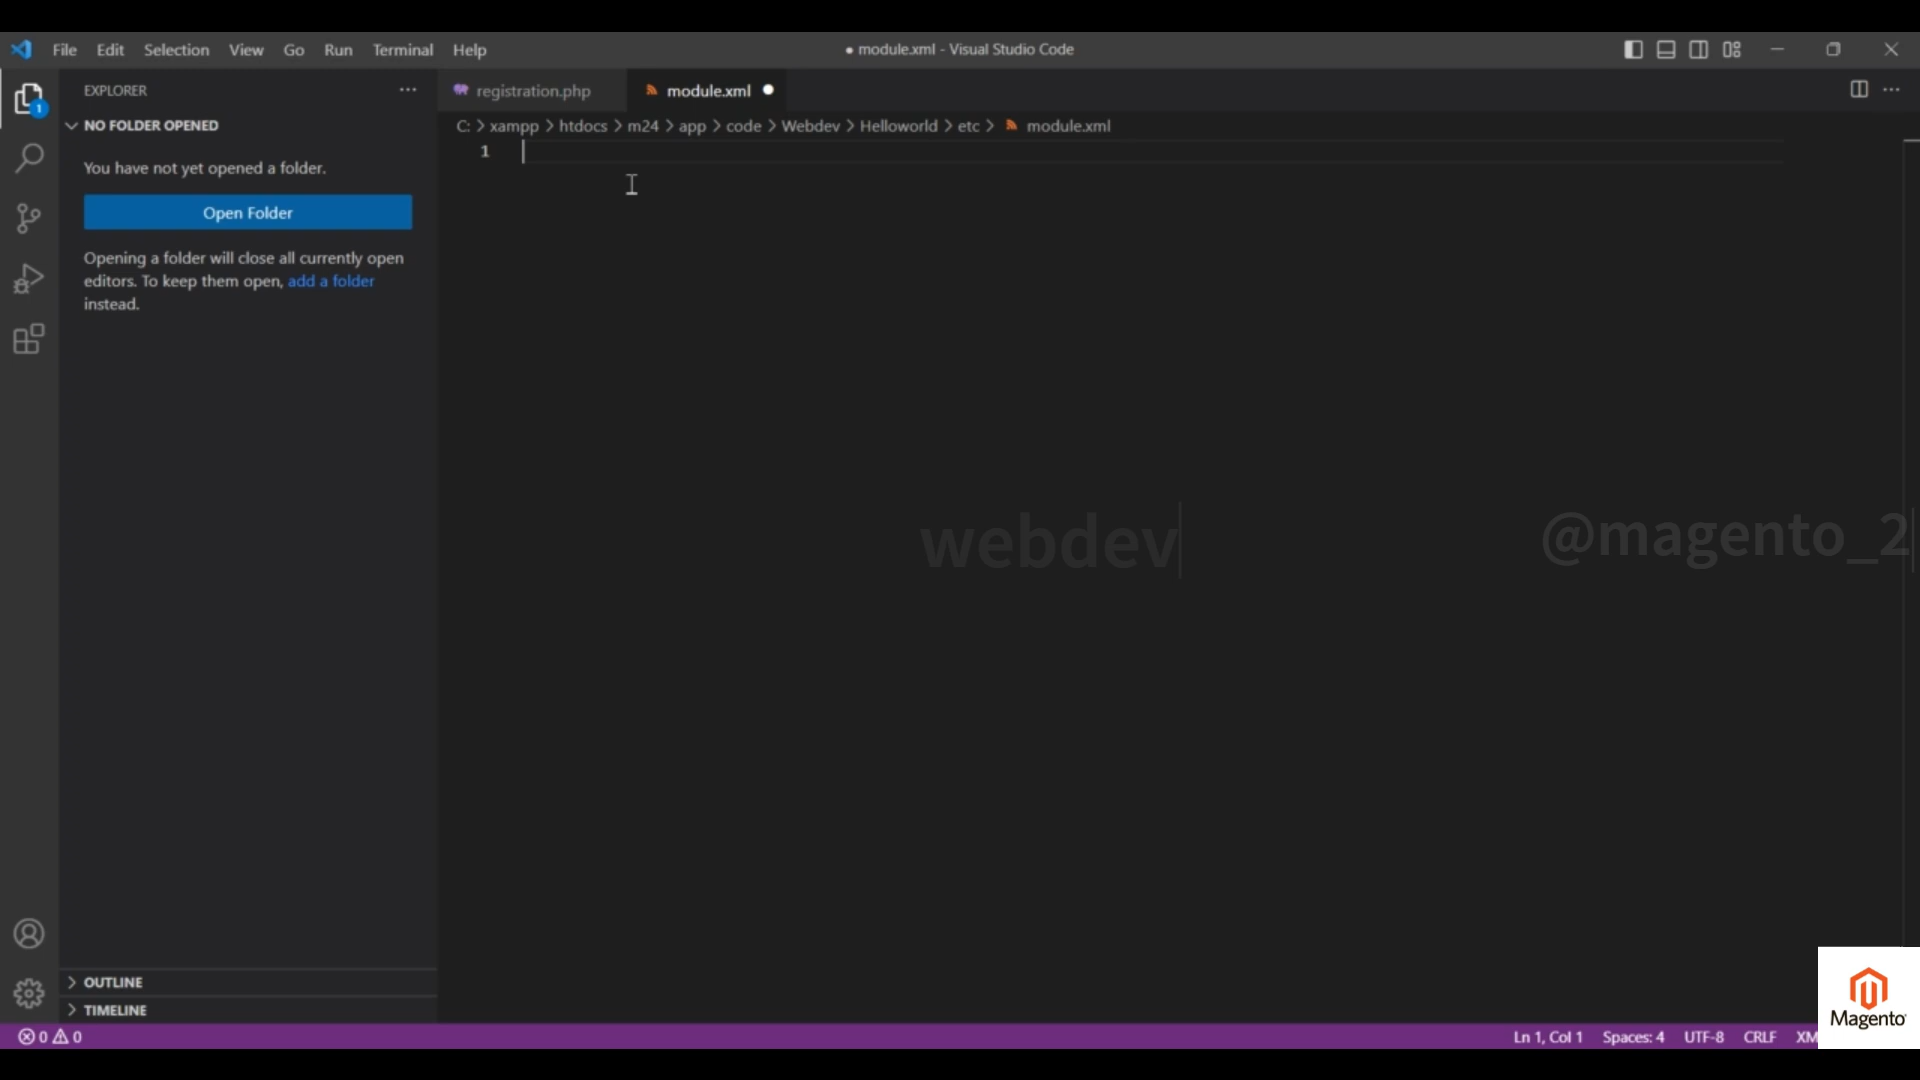 File Edit Selection View Go Run Terminal Help
● module.xml - Visual Studio Code
1
EXPLORER
NO FOLDER OPENED
You have not yet opened a folder.
Open Folder
Opening a folder will close all currently open
editors. To keep them open, add a folder
instead.
registration.php
module.xml
C: > xampp > htdocs > m24 > app > code > Webdev > Helloworld > etc > module.xml
1
webdev
@magento_2
OUTLINE
TIMELINE
0 0
Ln 1, Col 1 Spaces: 4 UTF-8 CRLF XM
Magento